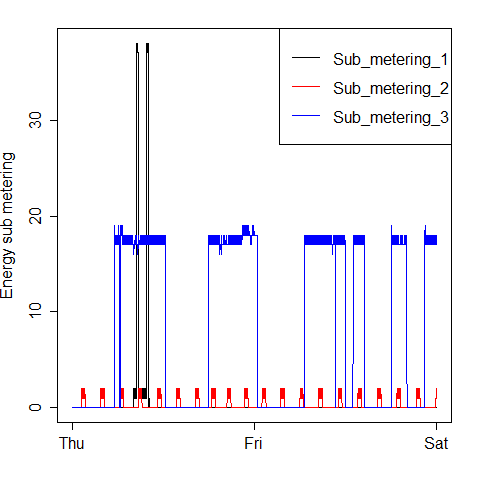 Sub_metering_1
Sub_metering_2
Sub_metering_3
Energy sub metering
30
20
10
0
Thu
Fri
Sat